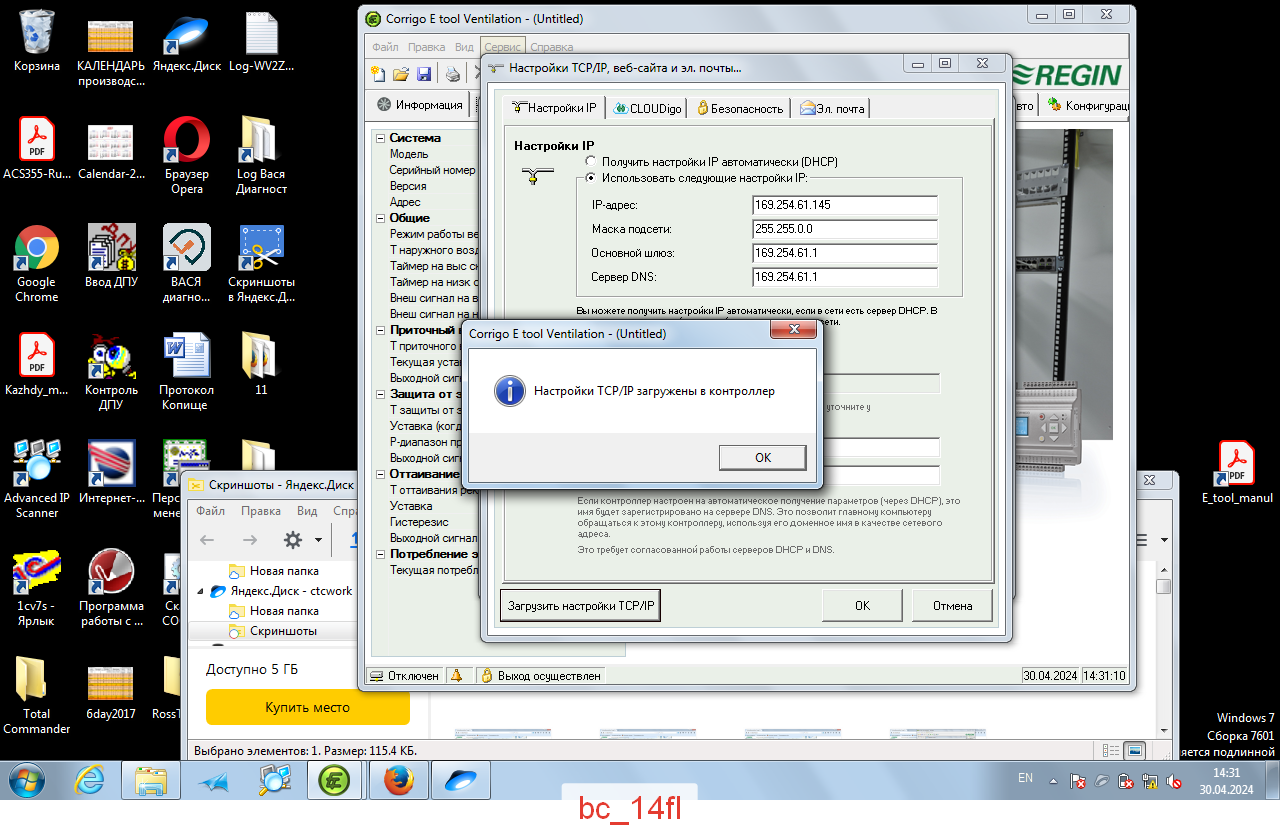 Корзина
КАЛЕНДАРЬ
производс...
Яндекс.Диск
Log-WV2Z...
ACS355-Ru...
Calendar-2...
Браузер
Opera
Log Вася
Диагност
Google
Chrome
Ввод ДПУ
ВАСЯ
диагно...
Скриншоты
в Яндекс.Д...
Kazhdy_m...
Контроль
ДПУ
Протокол
Копище
11
Advanced IP
Scanner
Интернет-...
1cv7s -
Ярлык
Программа
работы с ...
Total
Commander
6day2017
E_tool_manul
Corrigo E tool Ventilation - (Untitled)
Файл Правка Вид Сервис Справка
REGIN
Информация
Конфигурац
Система
Модель
Серийный номер
Версия
Адрес
Общие
Режим работы ве
Т наружного возд
Таймер на выс ск
Таймер на низк с
Внеш сигнал на в
Внеш сигнал на н
Приточный
Т приточного
Текущая уста
Выходной сиг
Защита от з
Т защиты от з
Уставка (когд
Р-диапазон пр
Выходной сиг
Оттаивание
Т оттаивания рек
Уставка
Гистерезис
Выходной сигнал
Потребление э
Текущая потребл
Отключен
Выход осуществлен
30.04.2024 14:31:10
Настройки TCP/IP, веб-сайта и эл. почты...
Настройки IP CLOUDigo Безопасность Эл. почта
Настройки IP
Получить настройки IP автоматически (DHCP)
Использовать следующие настройки IP:
IP-адрес: 169.254.61.145
Маска подсети: 255.255.0.0
Основной шлюз: 169.254.61.1
Сервер DNS: 169.254.61.1
Вы можете получить настройки IP автоматически, если в сети есть сервер DHCP. В
уточните у
Если контроллер настроен на автоматическое получение параметров (через DHCP), это
имя будет зарегистрировано на сервере DNS. Это позволит главному компьютеру
обращаться к этому контроллеру, используя его доменное имя в качестве сетевого
адреса.
Это требует согласованной работы серверов DHCP и DNS.
Загрузить настройки TCP/IP
OK
Отмена
Corrigo E tool Ventilation - (Untitled)
Настройки TCP/IP загружены в контроллер
OK
Скриншоты - Яндекс.Диск
Файл Правка Вид Спра
Новая папка
Яндекс.Диск - ctcwork
Новая папка
Скриншоты
Доступно 5 ГБ
Купить место
Выбрано элементов: 1. Размер: 115.4 КБ.
Windows 7
Сборка 7601
яется подлинной
EN
14:31
30.04.2024
bc_14fl